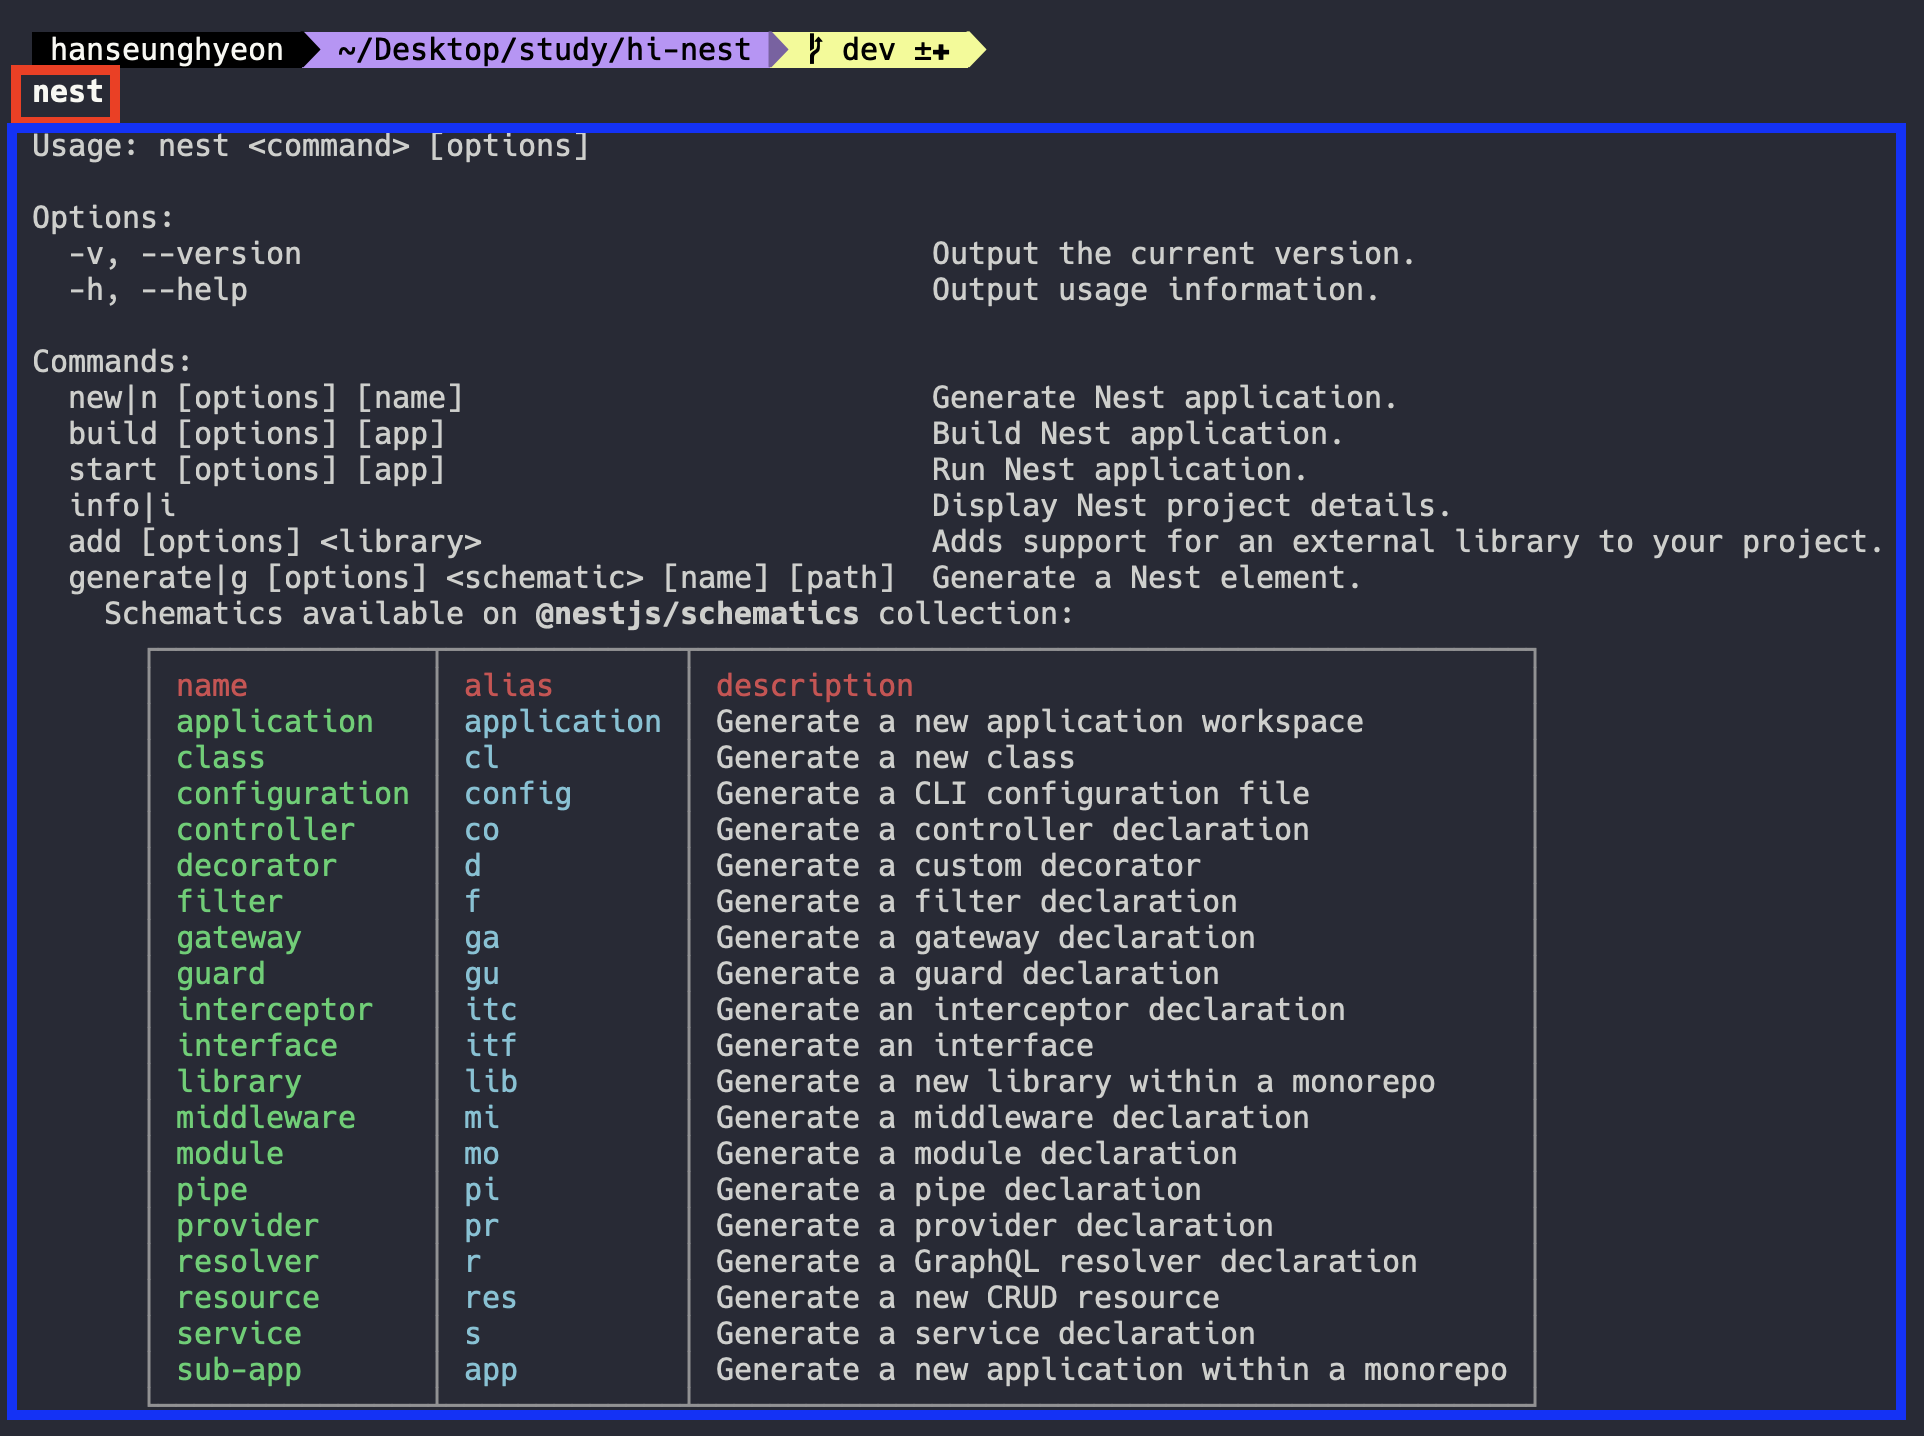 hanseunghyeon ~/Desktop/study/hi-nest dev ±✚
nest
Usage: nest <command> [options]
Options:
-v, --version Output the current version.
-h, --help Output usage information.
Commands:
new|n [options] [name] Generate Nest application.
build [options] [app] Build Nest application.
start [options] [app] Run Nest application.
info|i Display Nest project details.
add [options] <library> Adds support for an external library to your project.
generate|g [options] <schematic> [name] [path] Generate a Nest element.
Schematics available on @nestjs/schematics collection:
name alias description
application application Generate a new application workspace
class cl Generate a new class
configuration config Generate a CLI configuration file
controller co Generate a controller declaration
decorator d Generate a custom decorator
filter f Generate a filter declaration
gateway ga Generate a gateway declaration
guard gu Generate a guard declaration
interceptor itc Generate an interceptor declaration
interface itf Generate an interface
library lib Generate a new library within a monorepo
middleware mi Generate a middleware declaration
module mo Generate a module declaration
pipe pi Generate a pipe declaration
provider pr Generate a provider declaration
resolver r Generate a GraphQL resolver declaration
resource res Generate a new CRUD resource
service s Generate a service declaration
sub-app app Generate a new application within a monorepo